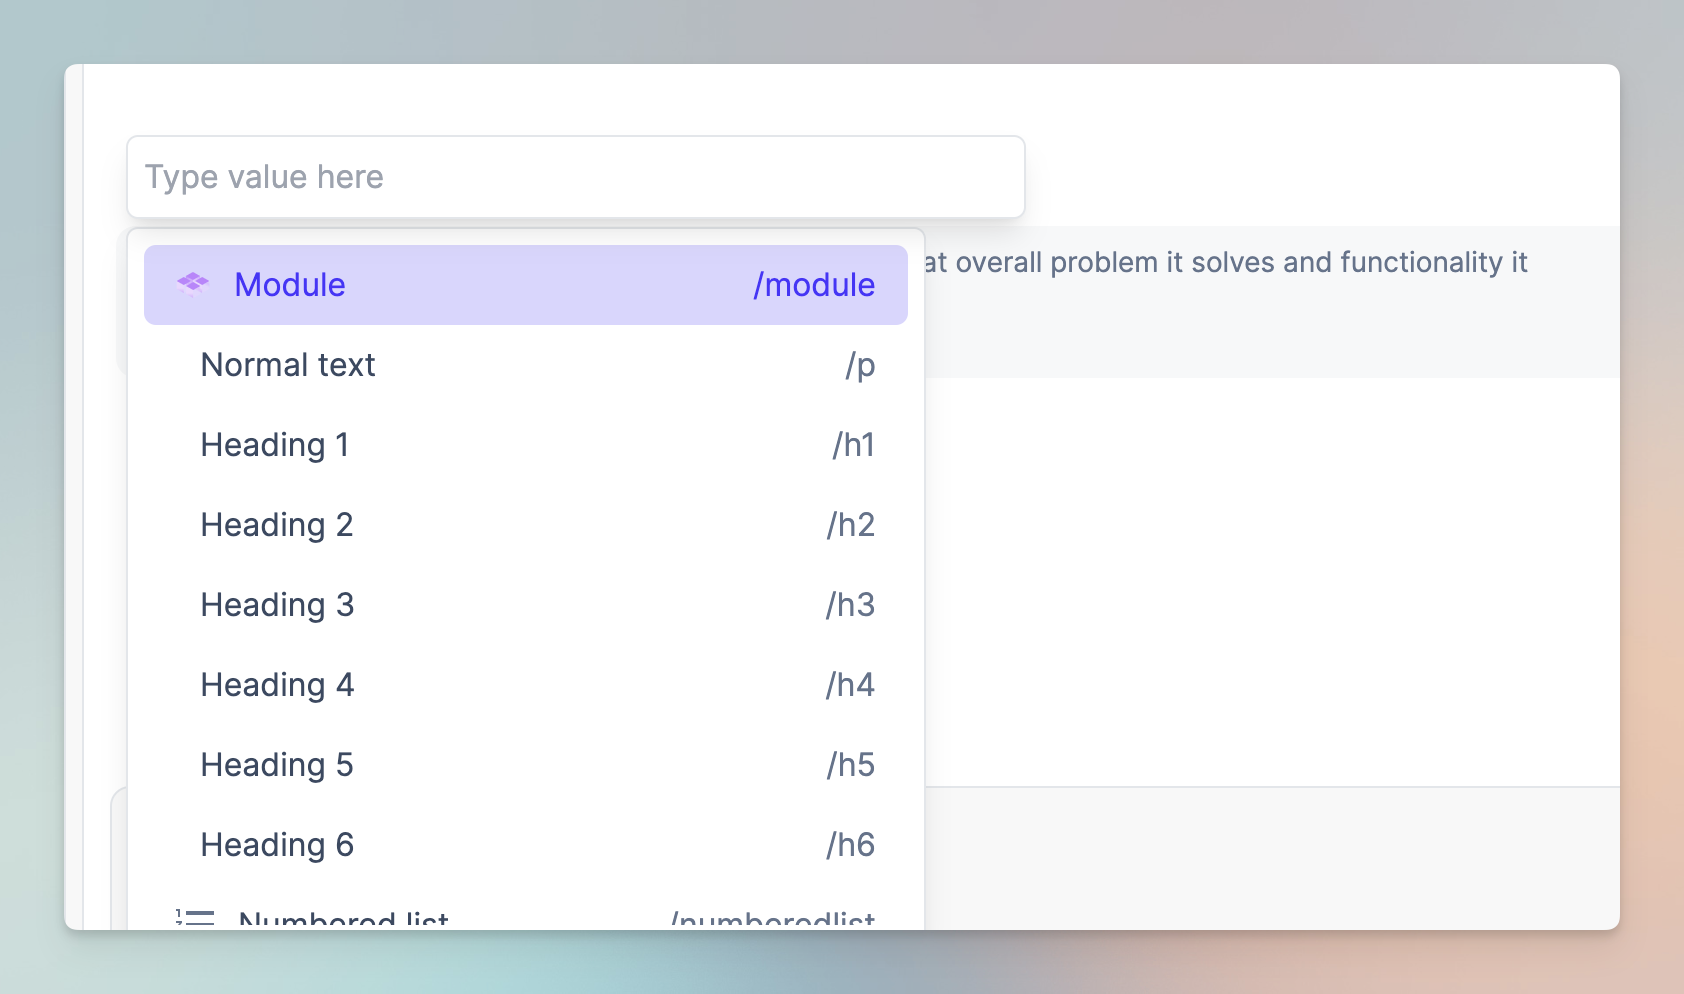 Type value here
at overall problem it solves and functionality it
Module /module
Normal text /p
Heading 1 /h1
Heading 2 /h2
Heading 3 /h3
Heading 4 /h4
Heading 5 /h5
Heading 6 /h6
Numbered list /numberedlist